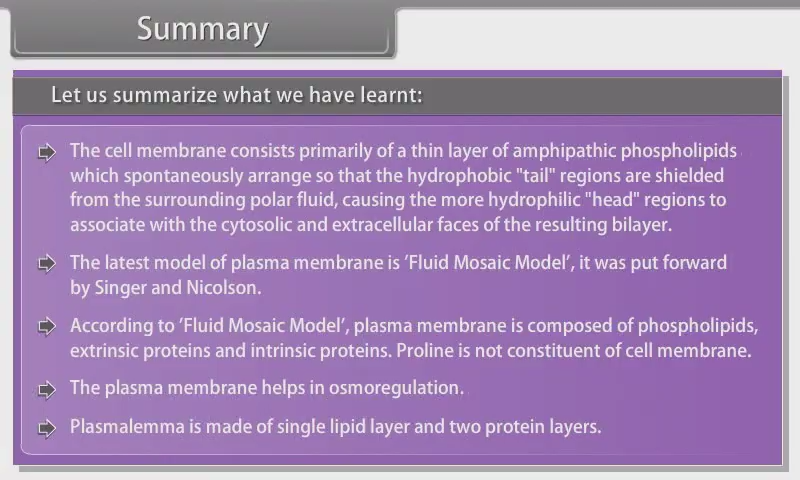 Summary
Let us summarize what we have learnt:
The cell membrane consists primarily of a thin layer of amphipathic phospholipids
which spontaneously arrange so that the hydrophobic "tail" regions are shielded
from the surrounding polar fluid, causing the more hydrophilic "head" regions to
associate with the cytosolic and extracellular faces of the resulting bilayer.
The latest model of plasma membrane is ‘Fluid Mosaic Model’, it was put forward
by Singer and Nicolson.
According to ‘Fluid Mosaic Model’, plasma membrane is composed of phospholipids,
extrinsic proteins and intrinsic proteins. Proline is not constituent of cell membrane.
The plasma membrane helps in osmoregulation.
Plasmalemma is made of single lipid layer and two protein layers.